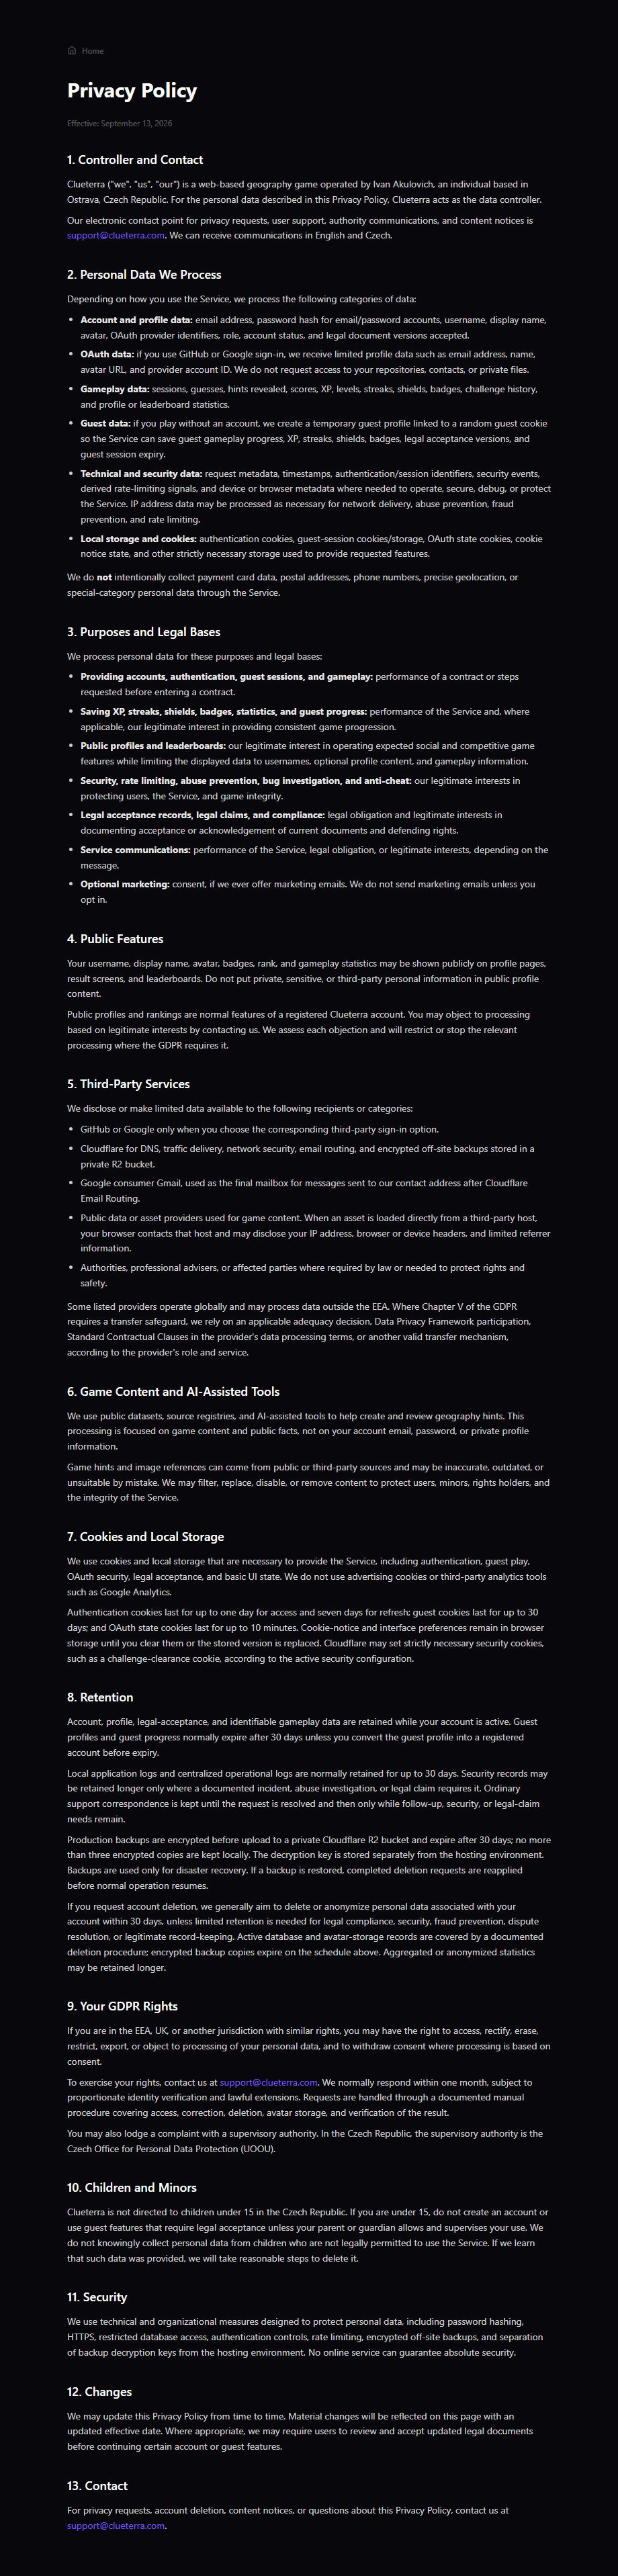 Home
Privacy Policy
Effective: September 13, 2026
1. Controller and Contact
Clueterra ("we", "us", "our") is a web-based geography game operated by Ivan Akulovich, an individual based in
Ostrava, Czech Republic. For the personal data described in this Privacy Policy, Clueterra acts as the data controller.
Our electronic contact point for privacy requests, user support, authority communications, and content notices is
support@clueterra.com. We can receive communications in English and Czech.
2. Personal Data We Process
Depending on how you use the Service, we process the following categories of data:
• Account and profile data: email address, password hash for email/password accounts, username, display name,
avatar, OAuth provider identifiers, role, account status, and legal document versions accepted.
• OAuth data: if you use GitHub or Google sign-in, we receive limited profile data such as email address, name,
avatar URL, and provider account ID. We do not request access to your repositories, contacts, or private files.
• Gameplay data: sessions, guesses, hints revealed, scores, XP, levels, streaks, shields, badges, challenge history,
and profile or leaderboard statistics.
• Guest data: if you play without an account, we create a temporary guest profile linked to a random guest cookie
so the Service can save guest gameplay progress, XP, streaks, shields, badges, legal acceptance versions, and
guest session expiry.
• Technical and security data: request metadata, timestamps, authentication/session identifiers, security events,
derived rate-limiting signals, and device or browser metadata where needed to operate, secure, debug, or protect
the Service. IP address data may be processed as necessary for network delivery, abuse prevention, fraud
prevention, and rate limiting.
• Local storage and cookies: authentication cookies, guest-session cookies/storage, OAuth state cookies, cookie
notice state, and other strictly necessary storage used to provide requested features.
We do not intentionally collect payment card data, postal addresses, phone numbers, precise geolocation, or
special-category personal data through the Service.
3. Purposes and Legal Bases
We process personal data for these purposes and legal bases:
• Providing accounts, authentication, guest sessions, and gameplay: performance of a contract or steps
requested before entering a contract.
• Saving XP, streaks, shields, badges, statistics, and guest progress: performance of the Service and, where
applicable, our legitimate interest in providing consistent game progression.
• Public profiles and leaderboards: our legitimate interest in operating expected social and competitive game
features while limiting the displayed data to usernames, optional profile content, and gameplay information.
• Security, rate limiting, abuse prevention, bug investigation, and anti-cheat: our legitimate interests in
protecting users, the Service, and game integrity.
• Legal acceptance records, legal claims, and compliance: legal obligation and legitimate interests in
documenting acceptance or acknowledgement of current documents and defending rights.
• Service communications: performance of the Service, legal obligation, or legitimate interests, depending on the
message.
• Optional marketing: consent, if we ever offer marketing emails. We do not send marketing emails unless you
opt in.
4. Public Features
Your username, display name, avatar, badges, rank, and gameplay statistics may be shown publicly on profile pages,
result screens, and leaderboards. Do not put private, sensitive, or third-party personal information in public profile
content.
Public profiles and rankings are normal features of a registered Clueterra account. You may object to processing
based on legitimate interests by contacting us. We assess each objection and will restrict or stop the relevant
processing where the GDPR requires it.
5. Third-Party Services
We disclose or make limited data available to the following recipients or categories:
• GitHub or Google only when you choose the corresponding third-party sign-in option.
• Cloudflare for DNS, traffic delivery, network security, email routing, and encrypted off-site backups stored in a
private R2 bucket.
• Google consumer Gmail, used as the final mailbox for messages sent to our contact address after Cloudflare
Email Routing.
• Public data or asset providers used for game content. When an asset is loaded directly from a third-party host,
your browser contacts that host and may disclose your IP address, browser or device headers, and limited referrer
information.
• Authorities, professional advisers, or affected parties where required by law or needed to protect rights and
safety.
Some listed providers operate globally and may process data outside the EEA. Where Chapter V of the GDPR
requires a transfer safeguard, we rely on an applicable adequacy decision, Data Privacy Framework participation,
Standard Contractual Clauses in the provider's data processing terms, or another valid transfer mechanism,
according to the provider's role and service.
6. Game Content and AI-Assisted Tools
We use public datasets, source registries, and AI-assisted tools to help create and review geography hints. This
processing is focused on game content and public facts, not on your account email, password, or private profile
information.
Game hints and image references can come from public or third-party sources and may be inaccurate, outdated, or
unsuitable by mistake. We may filter, replace, disable, or remove content to protect users, minors, rights holders, and
the integrity of the Service.
7. Cookies and Local Storage
We use cookies and local storage that are necessary to provide the Service, including authentication, guest play,
OAuth security, legal acceptance, and basic UI state. We do not use advertising cookies or third-party analytics tools
such as Google Analytics.
Authentication cookies last for up to one day for access and seven days for refresh; guest cookies last for up to 30
days; and OAuth state cookies last for up to 10 minutes. Cookie-notice and interface preferences remain in browser
storage until you clear them or the stored version is replaced. Cloudflare may set strictly necessary security cookies,
such as a challenge-clearance cookie, according to the active security configuration.
8. Retention
Account, profile, legal-acceptance, and identifiable gameplay data are retained while your account is active. Guest
profiles and guest progress normally expire after 30 days unless you convert the guest profile into a registered
account before expiry.
Local application logs and centralized operational logs are normally retained for up to 30 days. Security records may
be retained longer only where a documented incident, abuse investigation, or legal claim requires it. Ordinary
support correspondence is kept until the request is resolved and then only while follow-up, security, or legal-claim
needs remain.
Production backups are encrypted before upload to a private Cloudflare R2 bucket and expire after 30 days; no more
than three encrypted copies are kept locally. The decryption key is stored separately from the hosting environment.
Backups are used only for disaster recovery. If a backup is restored, completed deletion requests are reapplied
before normal operation resumes.
If you request account deletion, we generally aim to delete or anonymize personal data associated with your
account within 30 days, unless limited retention is needed for legal compliance, security, fraud prevention, dispute
resolution, or legitimate record-keeping. Active database and avatar-storage records are covered by a documented
deletion procedure; encrypted backup copies expire on the schedule above. Aggregated or anonymized statistics
may be retained longer.
9. Your GDPR Rights
If you are in the EEA, UK, or another jurisdiction with similar rights, you may have the right to access, rectify, erase,
restrict, export, or object to processing of your personal data, and to withdraw consent where processing is based on
consent.
To exercise your rights, contact us at support@clueterra.com. We normally respond within one month, subject to
proportionate identity verification and lawful extensions. Requests are handled through a documented manual
procedure covering access, correction, deletion, avatar storage, and verification of the result.
You may also lodge a complaint with a supervisory authority. In the Czech Republic, the supervisory authority is the
Czech Office for Personal Data Protection (UOOU).
10. Children and Minors
Clueterra is not directed to children under 15 in the Czech Republic. If you are under 15, do not create an account or
use guest features that require legal acceptance unless your parent or guardian allows and supervises your use. We
do not knowingly collect personal data from children who are not legally permitted to use the Service. If we learn
that such data was provided, we will take reasonable steps to delete it.
11. Security
We use technical and organizational measures designed to protect personal data, including password hashing,
HTTPS, restricted database access, authentication controls, rate limiting, encrypted off-site backups, and separation
of backup decryption keys from the hosting environment. No online service can guarantee absolute security.
12. Changes
We may update this Privacy Policy from time to time. Material changes will be reflected on this page with an
updated effective date. Where appropriate, we may require users to review and accept updated legal documents
before continuing certain account or guest features.
13. Contact
For privacy requests, account deletion, content notices, or questions about this Privacy Policy, contact us at
support@clueterra.com.